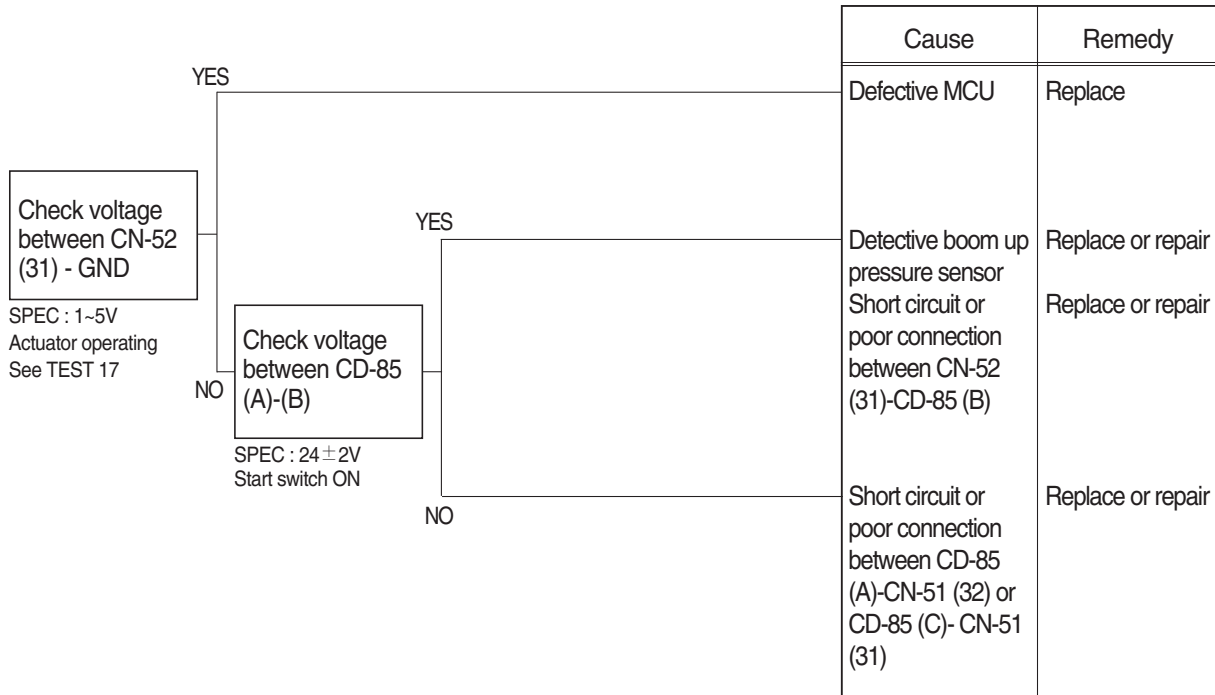 Cause Remedy
YES
Defective MCU Replace
Check voltage
between CN-52
(31) - GND
SPEC : 1~5V
Actuator operating
See TEST 17
YES
Detective boom up Replace or repair
pressure sensor
Short circuit or Replace or repair
poor connection
between CN-52
(31)-CD-85 (B)
NO
Check voltage
between CD-85
(A)-(B)
SPEC : 24±2V
Start switch ON
NO
Short circuit or Replace or repair
poor connection
between CD-85
(A)-CN-51 (32) or
CD-85 (C)- CN-51
(31)